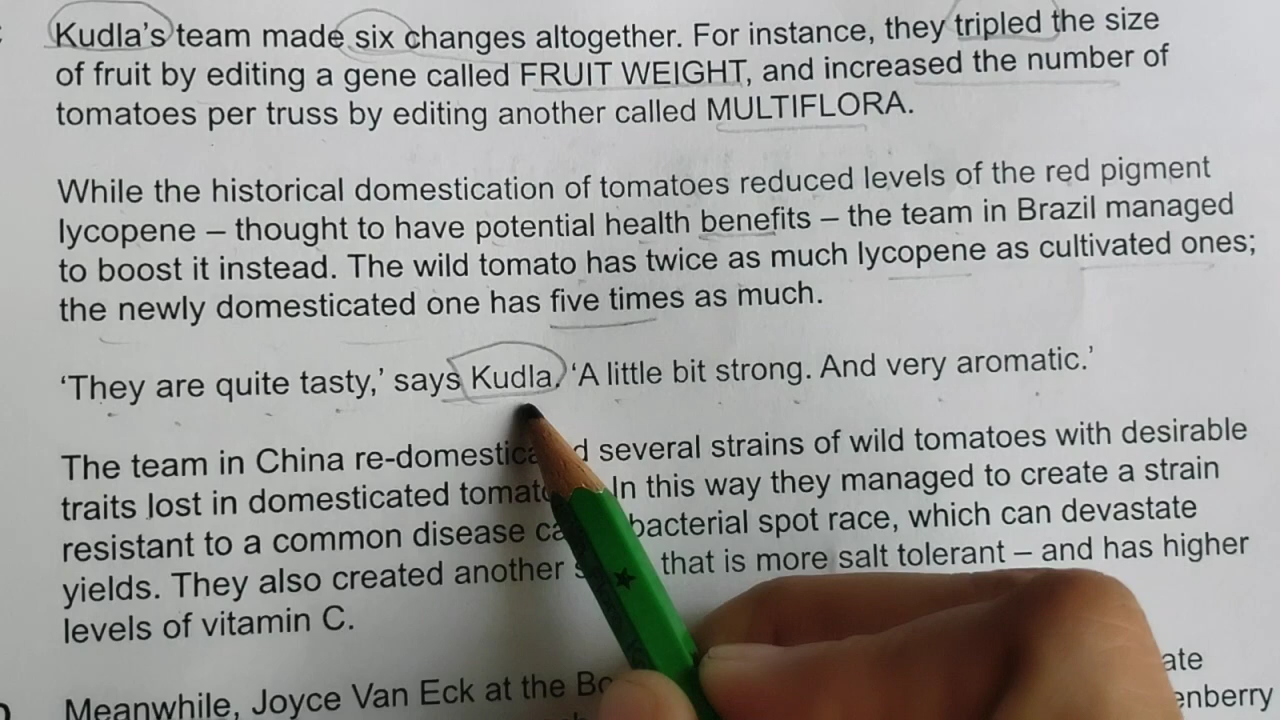 Kudla's team made six changes altogether. For instance, they tripled the size
of fruit by editing a gene called FRUIT WEIGHT, and increased the number of
tomatoes per truss by editing another called MULTIFLORA.
While the historical domestication of tomatoes reduced levels of the red pigment
lycopene – thought to have potential health benefits – the team in Brazil managed
to boost it instead. The wild tomato has twice as much lycopene as cultivated ones;
the newly domesticated one has five times as much.
‘They are quite tasty,’ says Kudla. ‘A little bit strong. And very aromatic.’
The team in China several strains of wild tomatoes with desirable
traits lost in domesticated In this way they managed to create a strain
resistant to a common disease bacterial spot race, which can devastate
yields. They also created another that is more salt tolerant – and has higher
levels of vitamin C.
Meanwhile, Joyce Van Eck at the